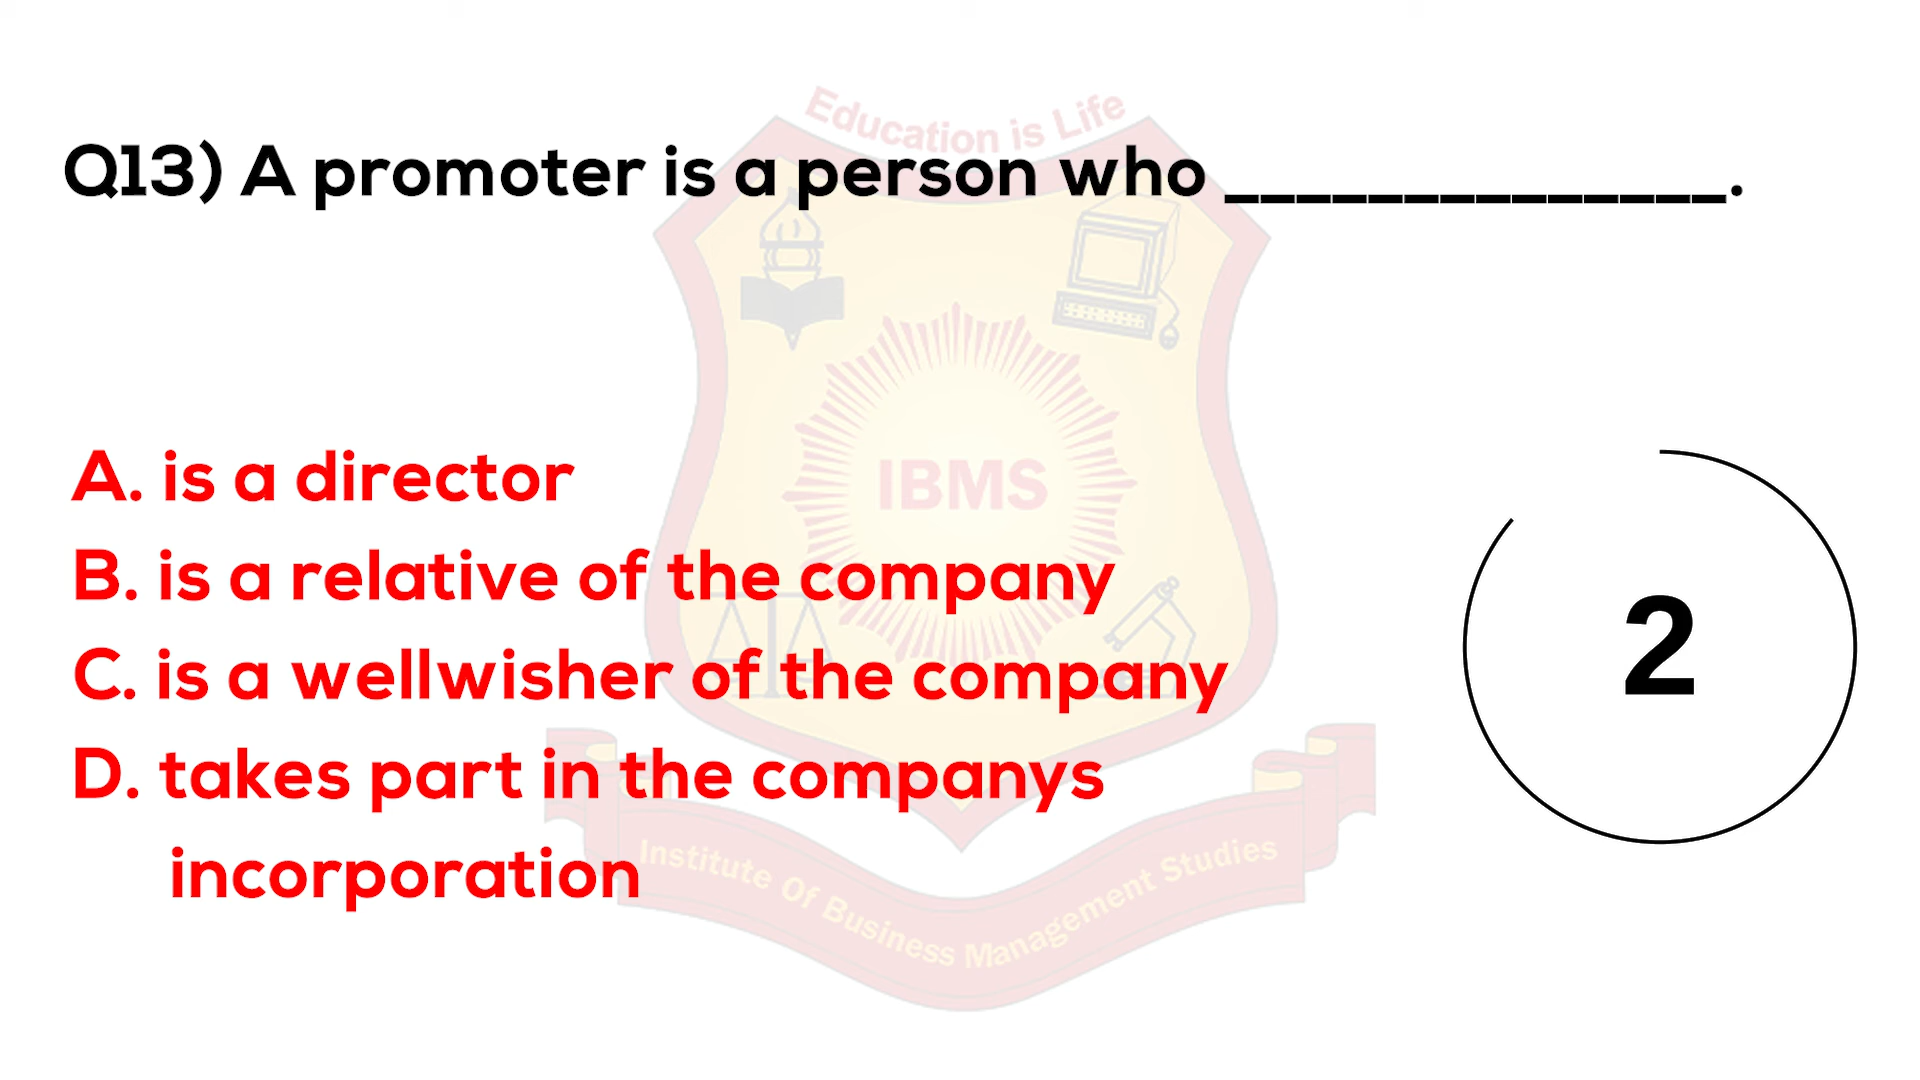 Education is Life
Q13) A promoter is a person who ______________.
IBMS
A. is a director
B. is a relative of the company
C. is a wellwisher of the company
D. takes part in the companys
incorporation
2
Institute Of Business Management Studies